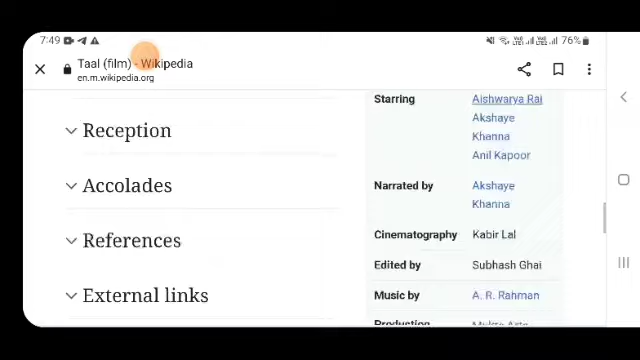 7:49 76%
Taal (film) - Wikipedia
en.m.wikipedia.org
Reception
Accolades
References
External links
Starring Aishwarya Rai
Akshaye
Khanna
Anil Kapoor
Narrated by Akshaye
Khanna
Cinematography Kabir Lal
Edited by Subhash Ghai
Music by A. R. Rahman
Production